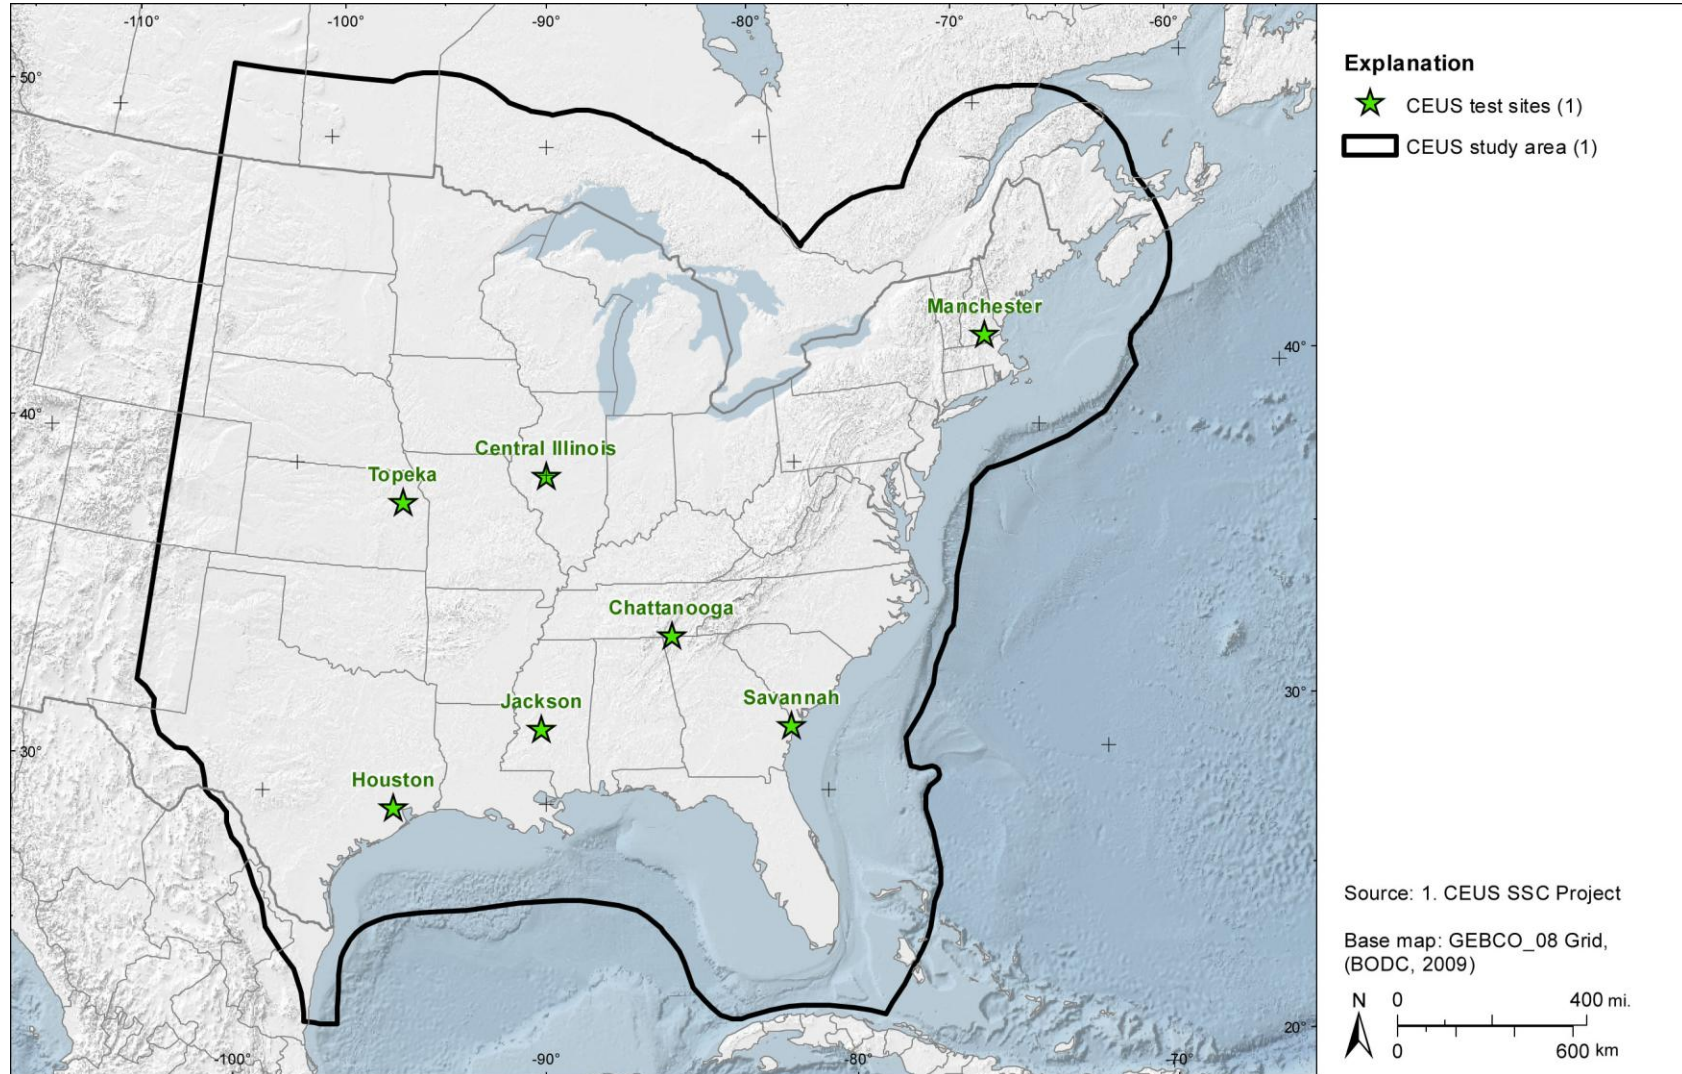 -110°
-100°
-90°
-80°
-70°
-60°
50°
40°
30°
40°
30°
20°
-100°
-90°
-80°
-70°
Manchester
Central Illinois
Topeka
Chattanooga
Jackson
Savannah
Houston
Explanation
CEUS test sites (1)
CEUS study area (1)
Source: 1. CEUS SSC Project
Base map: GEBCO_08 Grid,
(BODC, 2009)
N
0 400 mi.
0 600 km